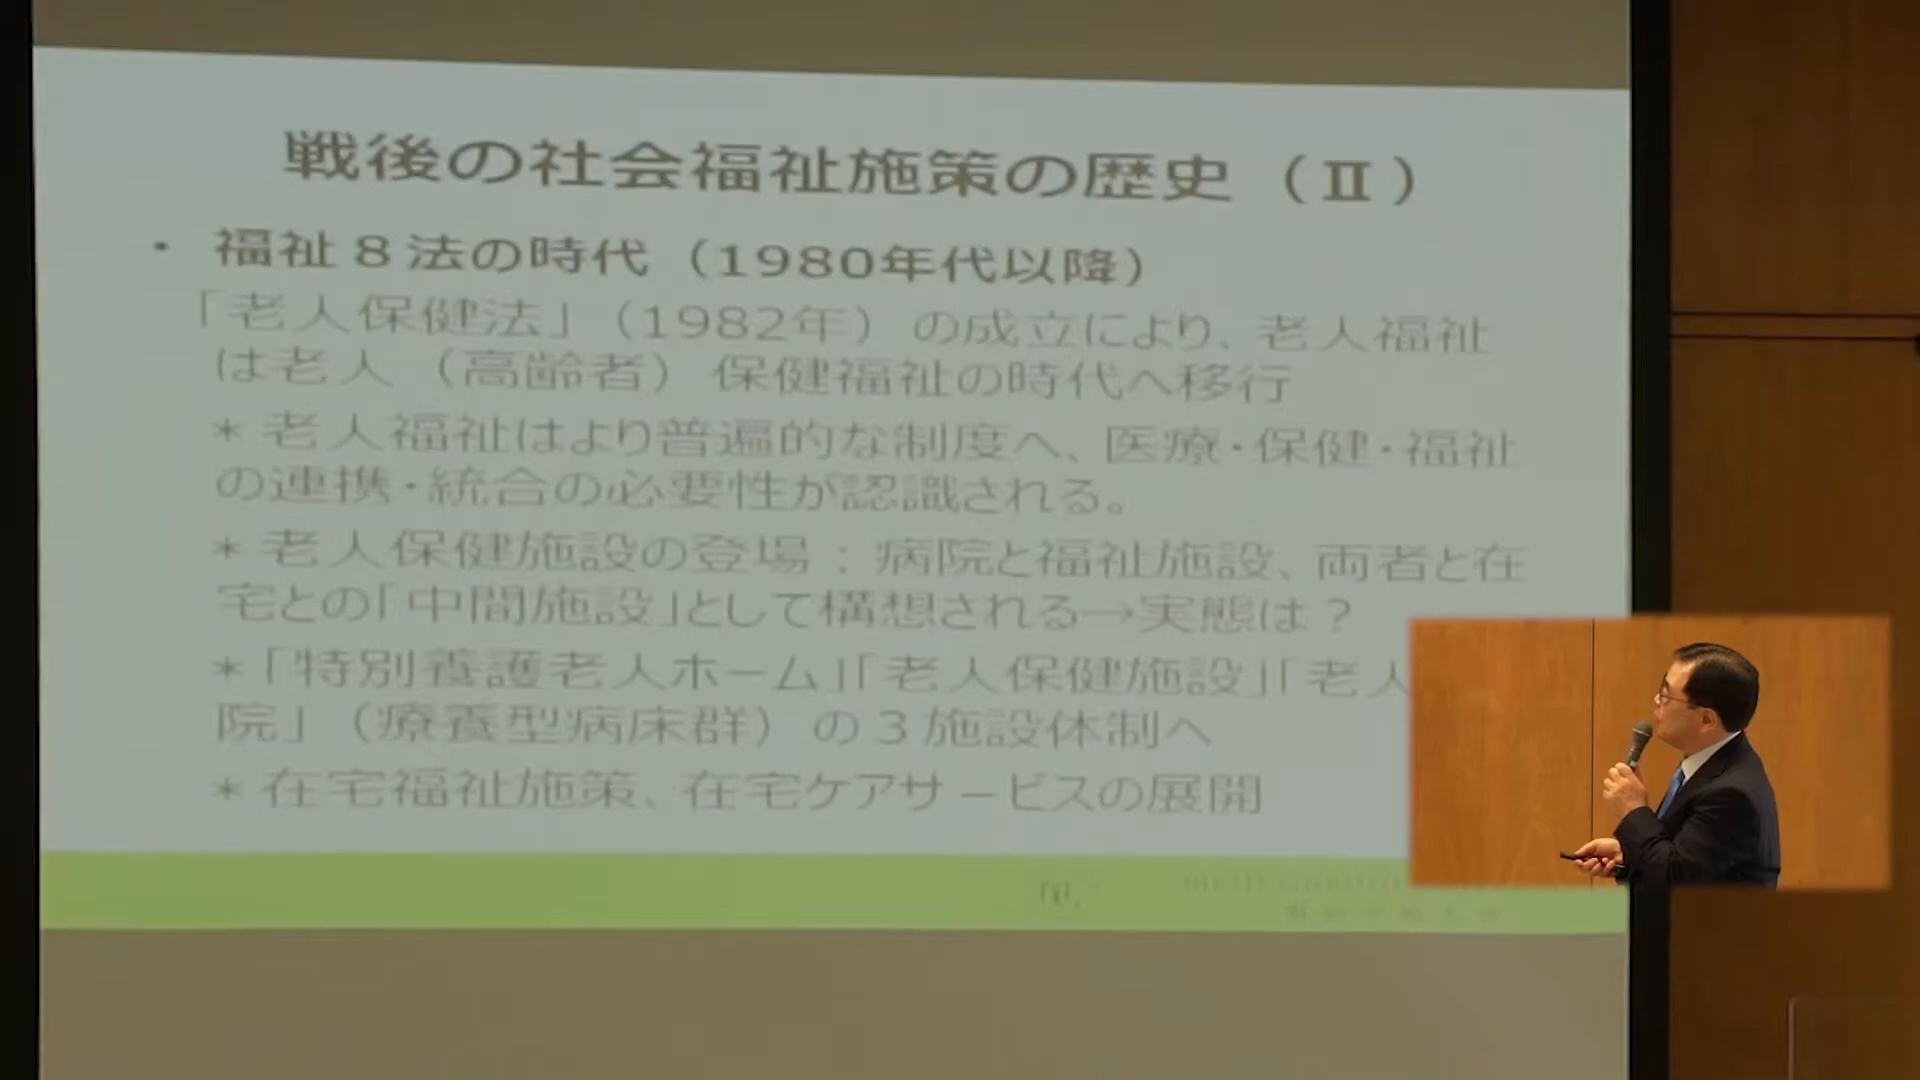 戦後の社会福祉施策の歴史（Ⅱ）
・ 福祉８法の時代（1980年代以降）
「老人保健法」（1982年）の成立により、老人福祉
は老人（高齢者）保健福祉の時代へ移行
＊老人福祉はより普遍的な制度へ、医療・保健・福祉
の連携・統合の必要性が認識される。
＊老人保健施設の登場：病院と福祉施設、両者と在
宅との「中間施設」として構想される→実態は？
＊「特別養護老人ホーム」「老人保健施設」「老人
院」（療養型病床群）の３施設体制へ
＊在宅福祉施策、在宅ケアサービスの展開